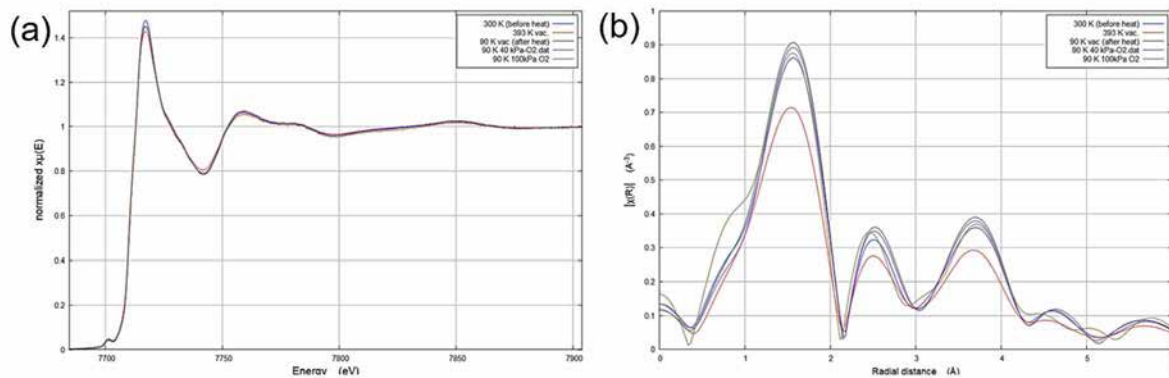 (a)
300 K (before heat)
393 K vac.
90 K vac (after heat)
90 K 40 kPa-O2.dat
90 K 100kPa O2
normalized xμ(E)
1.4
1.2
1
0.8
0.6
0.4
0.2
0
7700
7750
7800
7850
7900
Energy (eV)
(b)
300 K (before heat)
393 K vac.
90 K vac (after heat)
90 K 40 kPa-O2.dat
90 K 100kPa O2
|χ(R)| (Å-3)
1
0.9
0.8
0.7
0.6
0.5
0.4
0.3
0.2
0.1
0
0
1
2
3
4
5
Radial distance (Å)